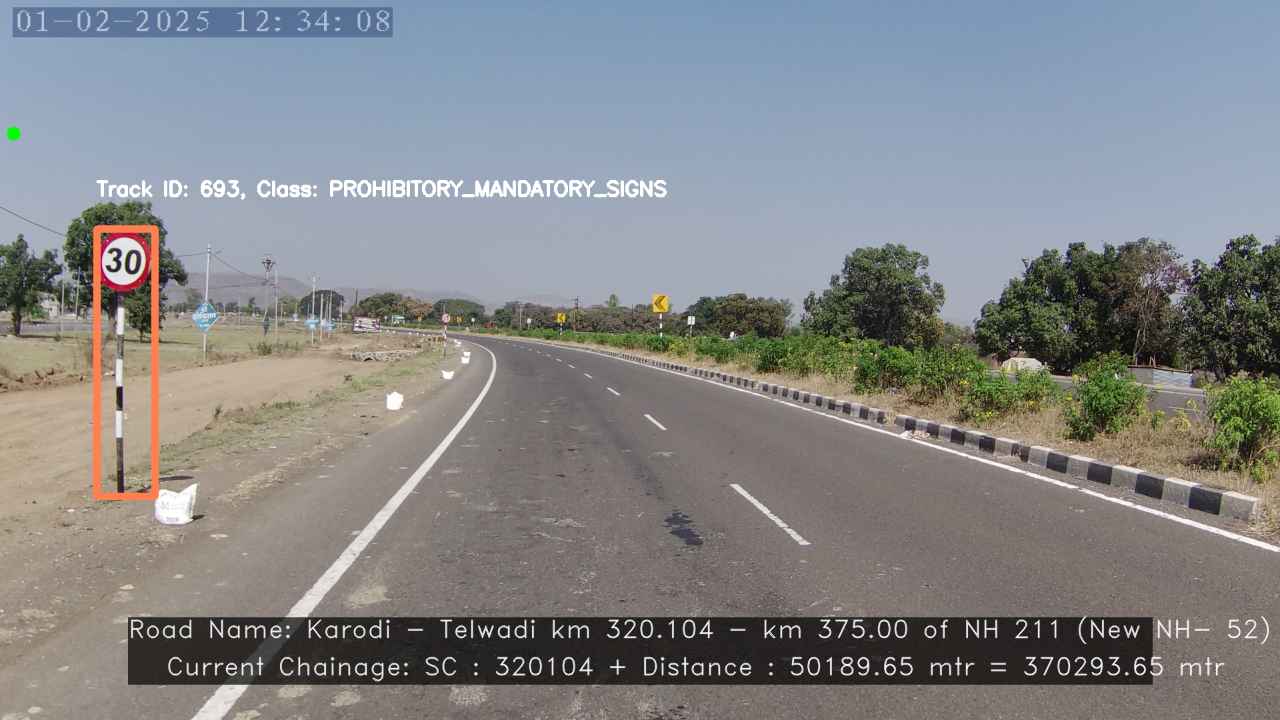 01-02-2025 12:34:08
Track ID: 693, Class: PROHIBITORY_MANDATORY_SIGNS
30
Road Name: Karodi - Telwadi km 320.104 - km 375.00 of NH 211 (New NH- 52)
Current Chainage: SC : 320104 + Distance : 50189.65 mtr = 370293.65 mtr